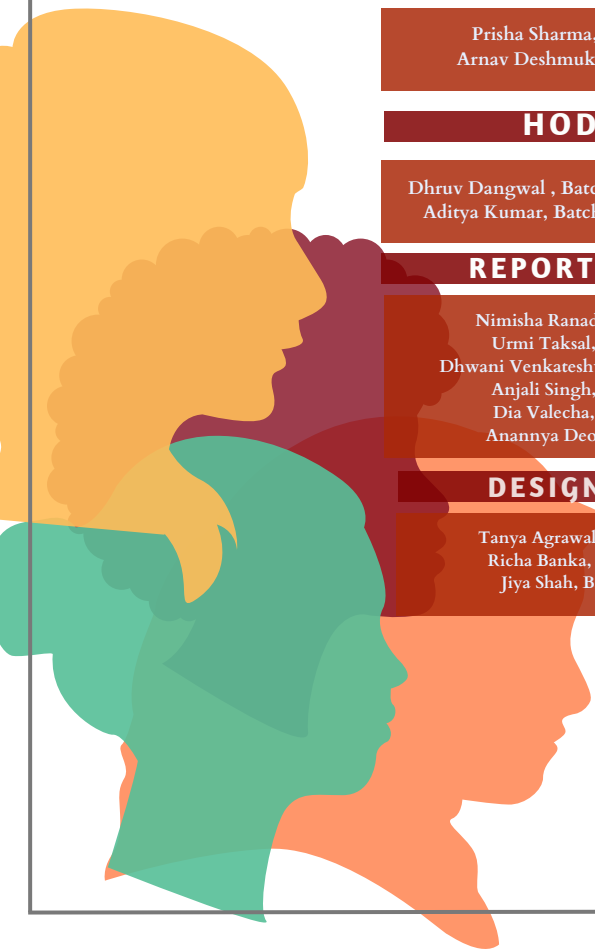 Prisha Sharma,
Arnav Deshmuk
HOD
Dhruv Dangwal , Batc
Aditya Kumar, Batch
REPORT
Nimisha Ranad
Urmi Taksal,
Dhwani Venkatesh
Anjali Singh,
Dia Valecha,
Anannya Deo
DESIGN
Tanya Agrawal
Richa Banka,
Jiya Shah, B